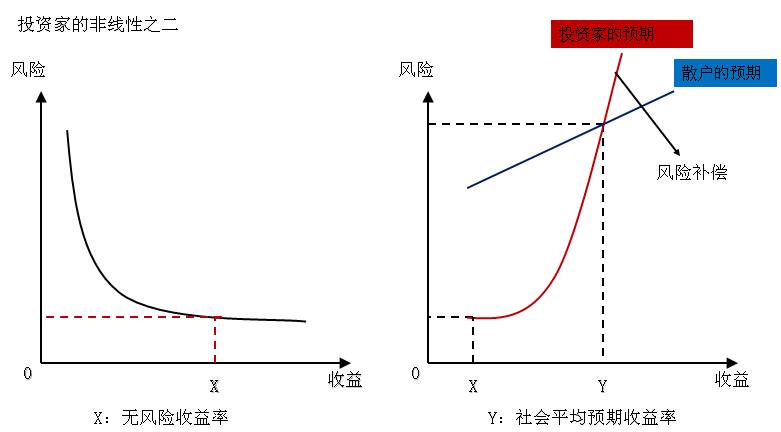 投资家的非线性之二
风险
0
X
收益
X：无风险收益率
投资家的预期
散户的预期
风险
风险补偿
0
X
Y
收益
Y：社会平均预期收益率